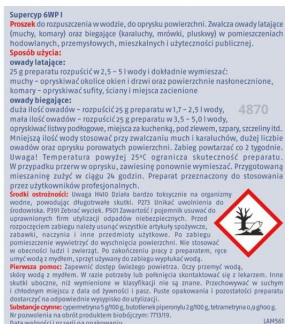 Supercyp 6WP I
Proszek do rozpuszczenia w wodzie, do oprysku powierzchni. Zwalcza owady latające
(muchy, komary) oraz biegające (karaluchy, mrówki, pluskwy) w pomieszczeniach
hodowlanych, przemysłowych, mieszkalnych i użyteczności publicznej.
Sposób użycia:
owady latające:
25 g preparatu rozpuścić w 2,5 – 5 l wody i dokładnie wymieszać:
muchy - opryskiwać okolice okien i drzwi oraz powierzchnie nasłonecznione,
komary - opryskiwać sufity, ściany i miejsca zacienione
owady biegające:
duża ilość owadów - rozpuścić 25 g preparatu w 1,7 – 2,5 l wody,
mała ilość owadów - rozpuścić 25 g preparatu w 3,5 – 5,0 l wody,
4870
opryskiwać listwy podłogowe, miejsca za kuchenką, pod zlewem, szpary, szczeliny itd.
Mniejszą ilość wody stosować przy zwalczaniu much i karaluchów, dużej liczbie
owadów oraz oprysku porowatych powierzchni. Zabieg powtarzać co 2 tygodnie.
Uwaga! Temperatura powyżej 25°C ogranicza skuteczność preparatu.
W przypadku przerw w oprysku, zawiesinę ponownie wymieszać. Przygotowaną
mieszaninę zużyć w ciągu 24 godzin. Preparat przeznaczony do stosowania
przez użytkowników profesjonalnych.
Środki ostrożności: Uwaga H410 Działa bardzo toksycznie na organizmy
wodne, powodując długotrwałe skutki. P273 Unikać uwolnienia do
środowiska. P391 Zebrać wyciek. P501 Zawartość / pojemnik usuwać do
uprawnionych firm utylizacji odpadów niebezpiecznych. Przed
rozpoczęciem zabiegu należy usunąć wszystkie artykuły spożywcze,
zabawki, naczynia i inne przedmioty użytkowe. Po zabiegu
pomieszczenie wywietrzyć do wyschnięcia powierzchni. Nie stosować
w obecności ludzi i zwierząt. Po zakończeniu pracy z preparatem, ręce
umyć wodą z mydłem, sprzęt używany do zabiegu wypłukać wodą.
Pierwsza pomoc: Zapewnić dostęp świeżego powietrza. Oczy przemyć wodą,
skórę wodą z mydłem. W razie potrzeby lub połknięcia skontaktować się z lekarzem. Inne
skutki uboczne, niż wymienione w klasyfikacji nie są znane. Przechowywać w suchym
i chłodnym miejscu z dala od żywności i pasz. Puste opakowania i pozostałości preparatu
dostarczyć na odpowiednie wysypisko do utylizacji.
Substancje czynne: cypermetryna 5g/100 g, butotlenek piperonylu 2g/100 g, tetrametryna 0,9g/100 g.
Nr pozwolenia na obrót produktem biobójczym: 7713/19.
Data ważności i nr serii na opakowaniu.
LAM561